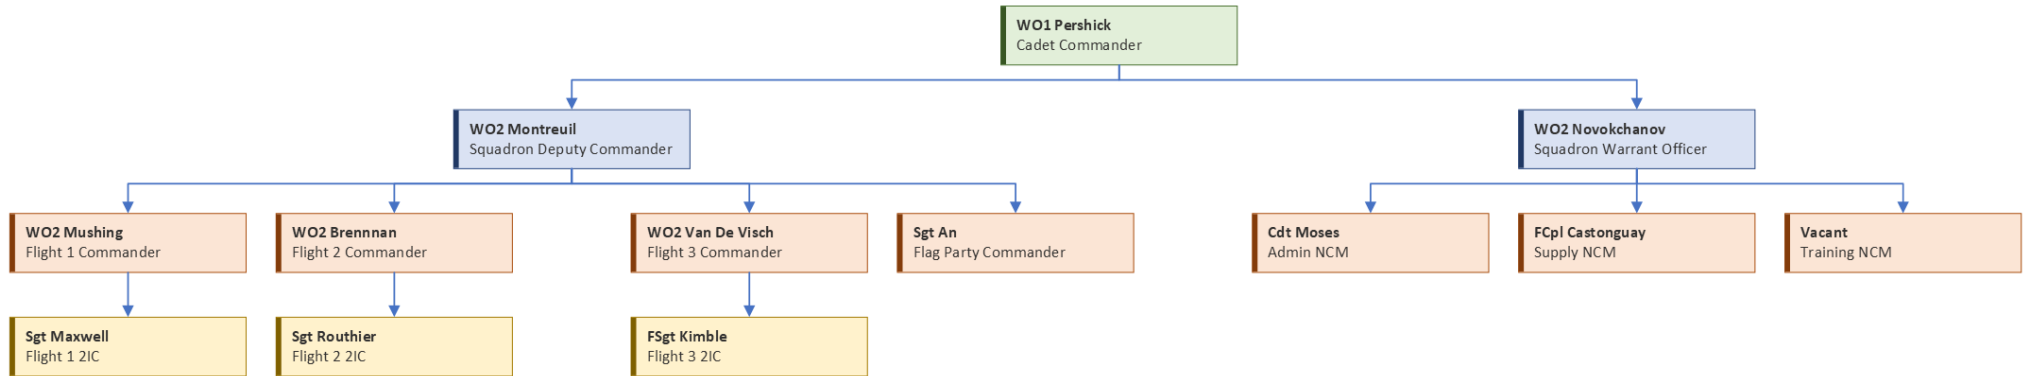 WO1 Pershick
Cadet Commander
WO2 Montreuil
Squadron Deputy Commander
WO2 Novokchanov
Squadron Warrant Officer
WO2 Mushing
Flight 1 Commander
WO2 Brennnan
Flight 2 Commander
WO2 Van De Visch
Flight 3 Commander
Sgt An
Flag Party Commander
Cdt Moses
Admin NCM
FCpl Castonguay
Supply NCM
Vacant
Training NCM
Sgt Maxwell
Flight 1 2IC
Sgt Routhier
Flight 2 2IC
FSgt Kimble
Flight 3 2IC